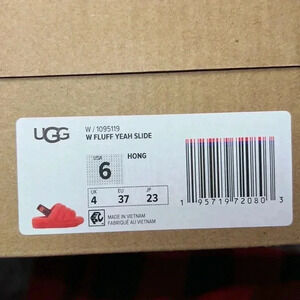 UGG
W / 1095119
W FLUFF YEAH SLIDE
USA
6
HONG
UK
4
EU
37
JP
23
MADE IN VIETNAM
FABRIQUÉ AU VIETNAM
1 95719 72080 3